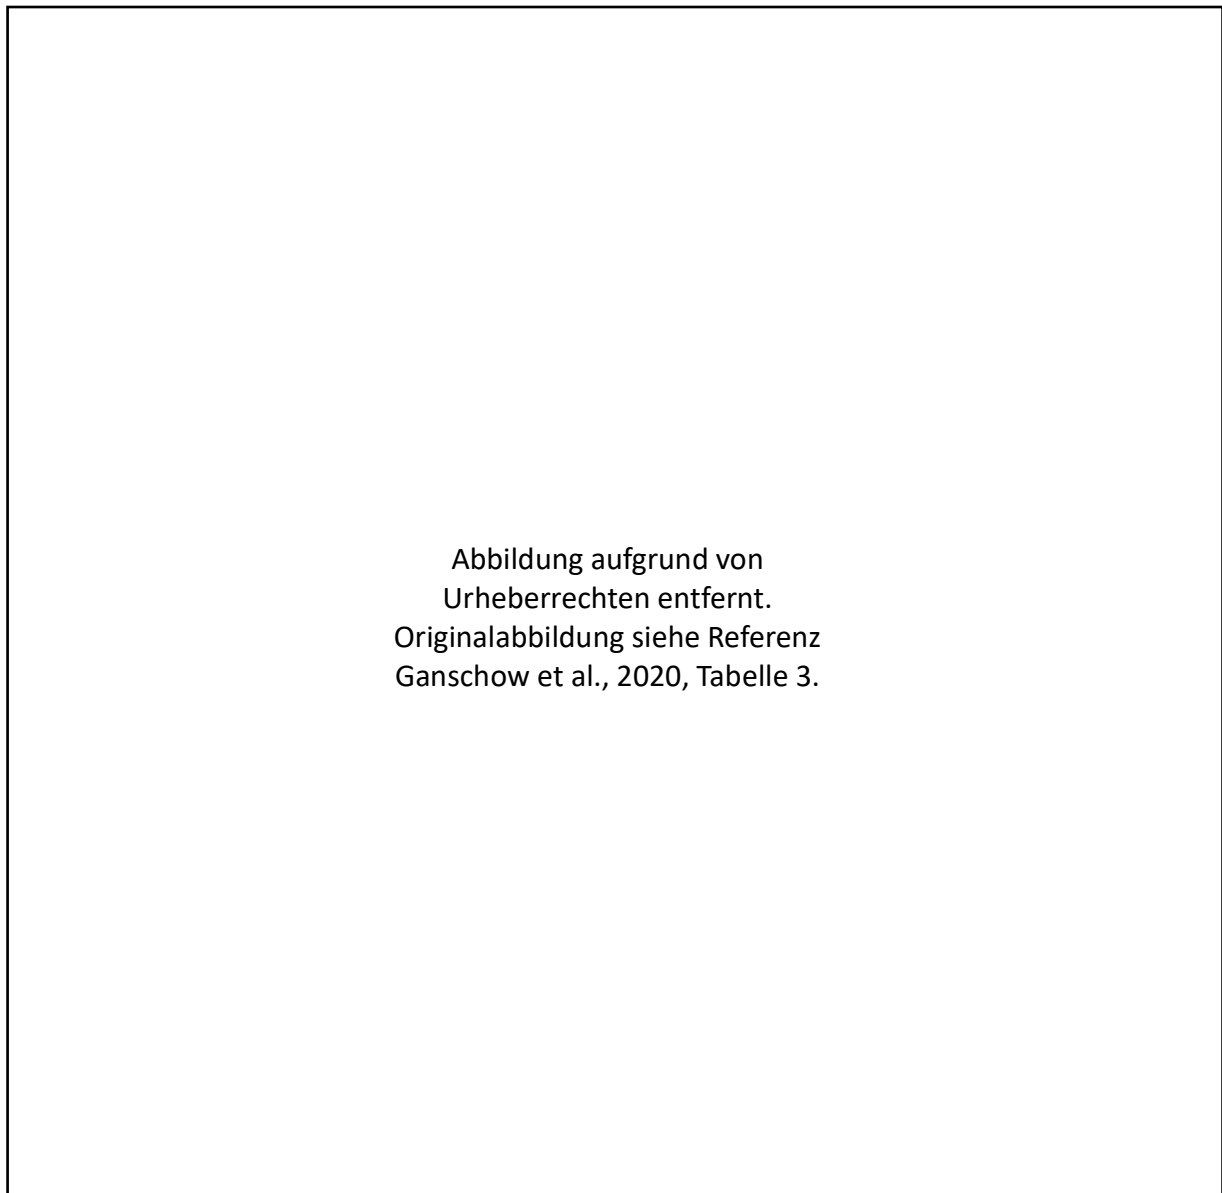 Abbildung aufgrund von
Urheberrechten entfernt.
Originalabbildung siehe Referenz
Ganschow et al., 2020, Tabelle 3.